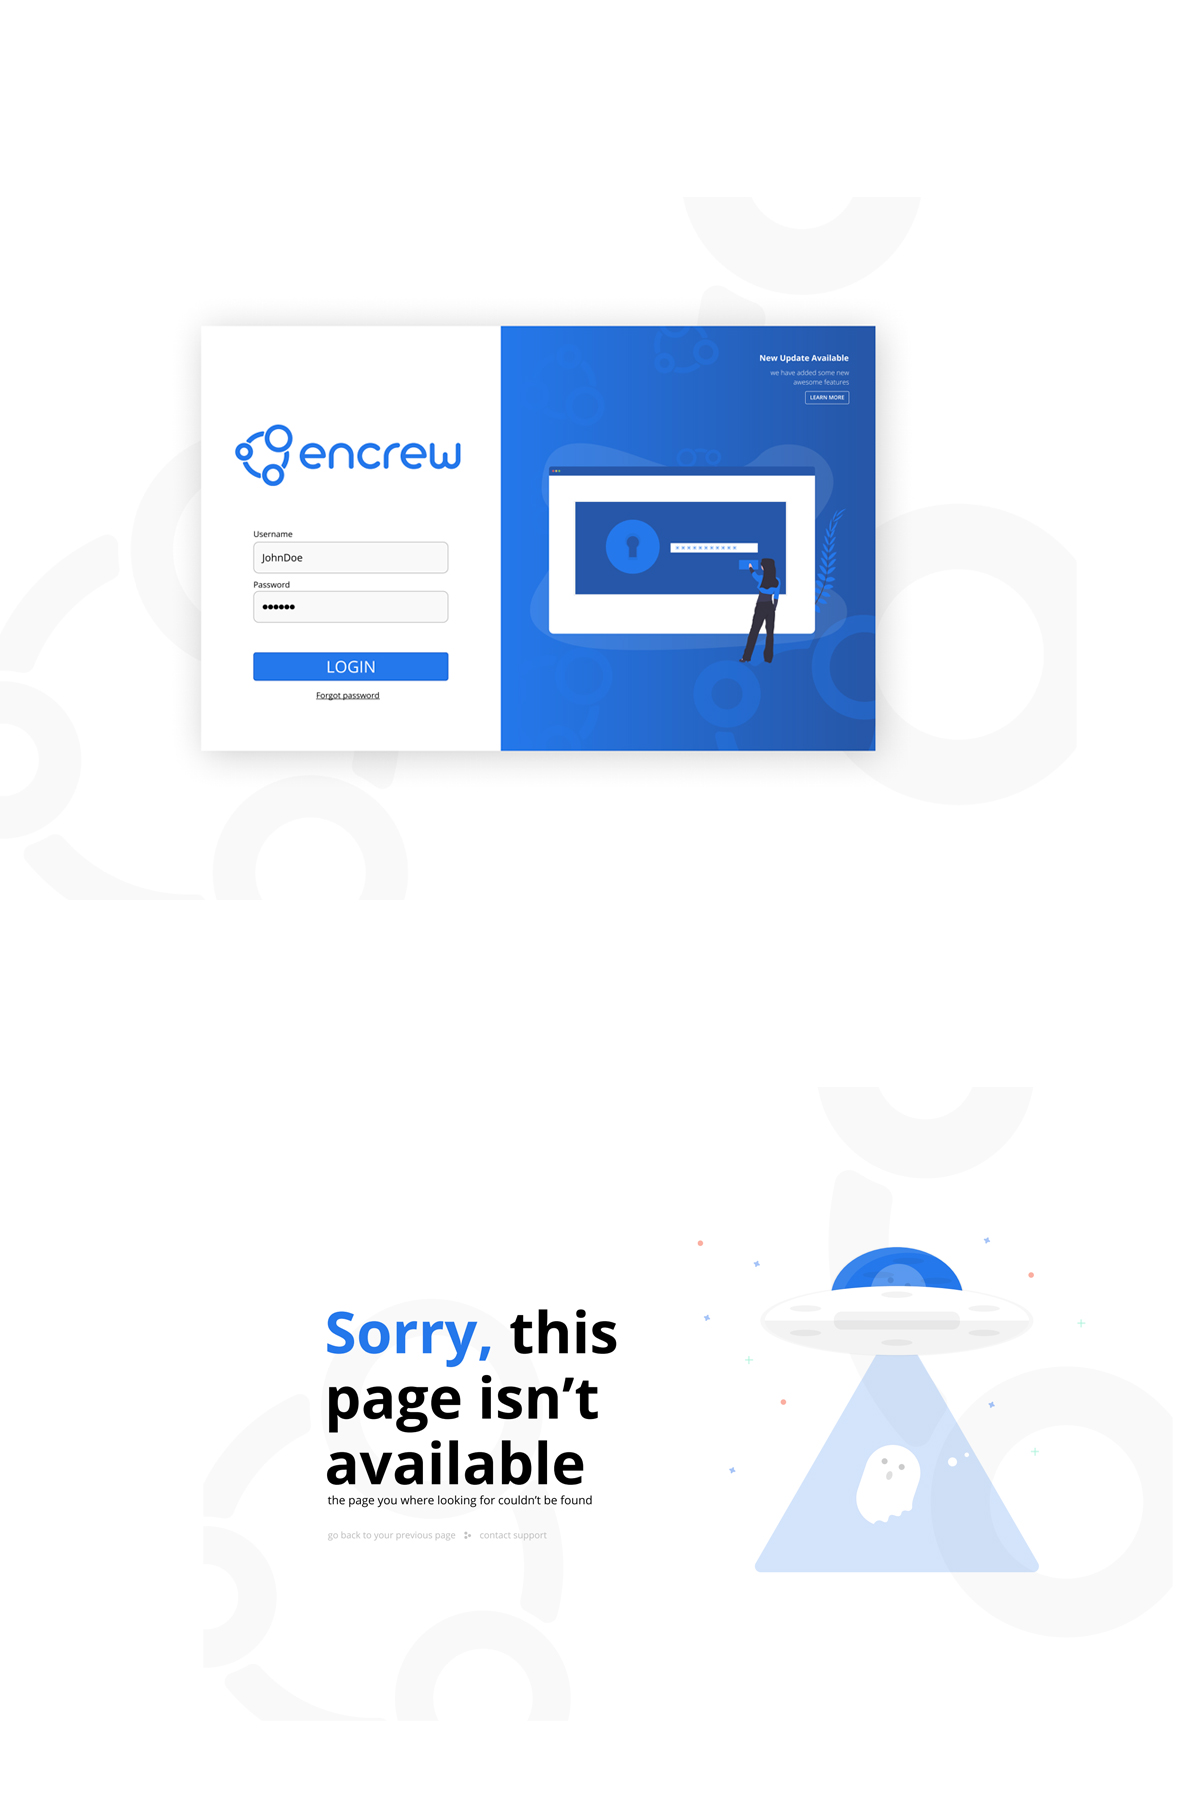 encrew
Username
JohnDoe
Password
••••••
LOGIN
Forgot password
New Update Available
we have added some new
awesome features
LEARN MORE
Sorry, this
page isn’t
available
the page you where looking for couldn’t be found
go back to your previous page contact support